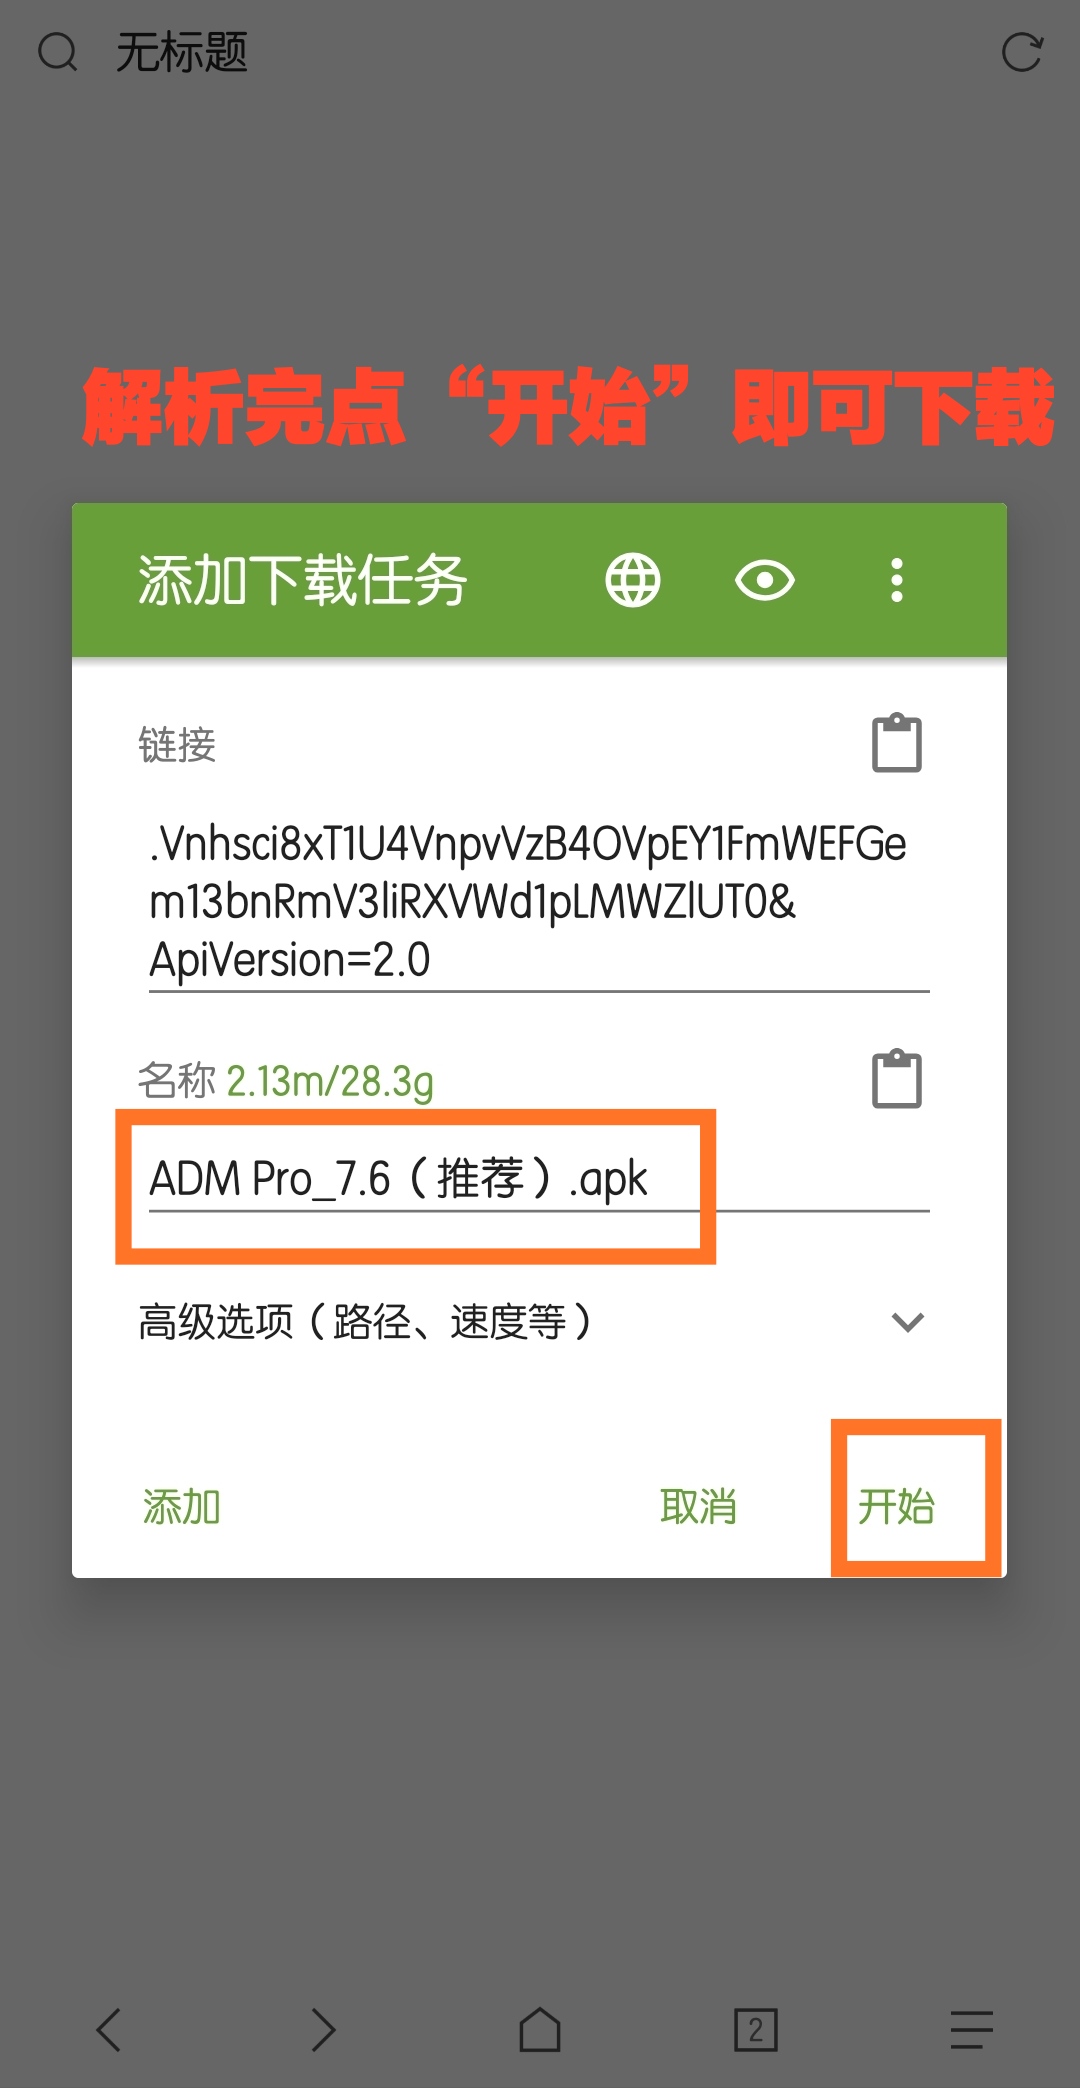 无标题
解析完点“开始”即可下载
添加下载任务
链接
.Vnhsci8xT1U4VnpvVzB4OVpEY1FmWEFGe
m13bnRmV3liRXVWd1pLMWZlUT0&
ApiVersion=2.0
名称 2.13m/28.3g
ADM Pro_7.6（推荐）.apk
高级选项（路径、速度等）
添加 取消 开始
2